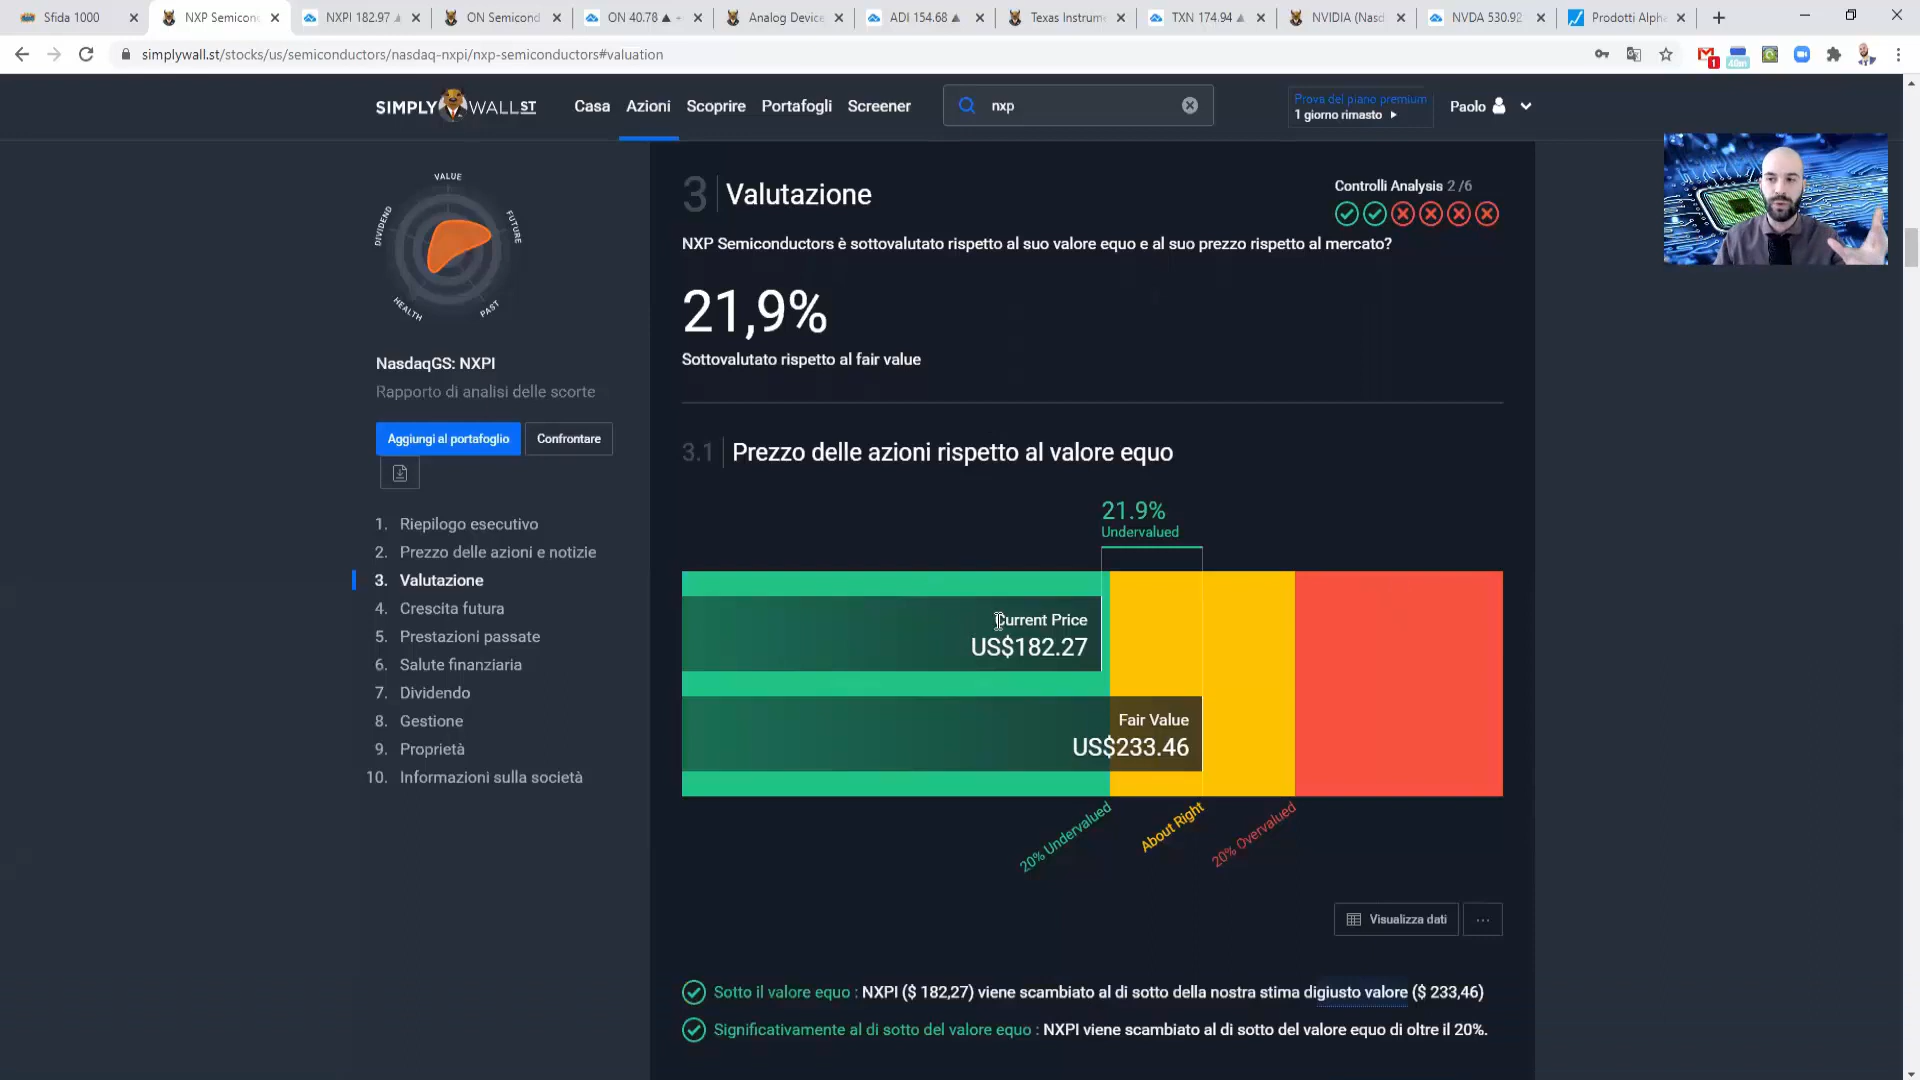 Sfida 1000
NXP Semicon
NXPI 182.97 ▲
ON Semicond
ON 40.78 ▲
Analog Device
ADI 154.68 ▲
Texas Instrum
TXN 174.94 ▲
NVIDIA (Nasd
NVDA 530.92
Prodotti Alph
simplywall.st/stocks/us/semiconductors/nasdaq-nxpi/nxp-semiconductors#valuation
SIMPLY WALL ST
Casa
Azioni
Scoprire
Portafogli
Screener
nxp
Prova del piano premium
1 giorno rimasto
Paolo
VALUE
FUTURE
PAST
HEALTH
DIVIDEND
NasdaqGS: NXPI
Rapporto di analisi delle scorte
Aggiungi al portafoglio
Confrontare
1. Riepilogo esecutivo
2. Prezzo delle azioni e notizie
3. Valutazione
4. Crescita futura
5. Prestazioni passate
6. Salute finanziaria
7. Dividendo
8. Gestione
9. Proprietà
10. Informazioni sulla società
3 Valutazione
Controlli Analysis 2 /6
NXP Semiconductors è sottovalutato rispetto al suo valore equo e al suo prezzo rispetto al mercato?
21,9%
Sottovalutato rispetto al fair value
3.1 Prezzo delle azioni rispetto al valore equo
21.9%
Undervalued
Current Price
US$182.27
Fair Value
US$233.46
20% Undervalued
About Right
20% Overvalued
Visualizza dati
...
Sotto il valore equo : NXPI ($ 182,27) viene scambiato al di sotto della nostra stima digiusto valore ($ 233,46)
Significativamente al di sotto del valore equo : NXPI viene scambiato al di sotto del valore equo di oltre il 20%.